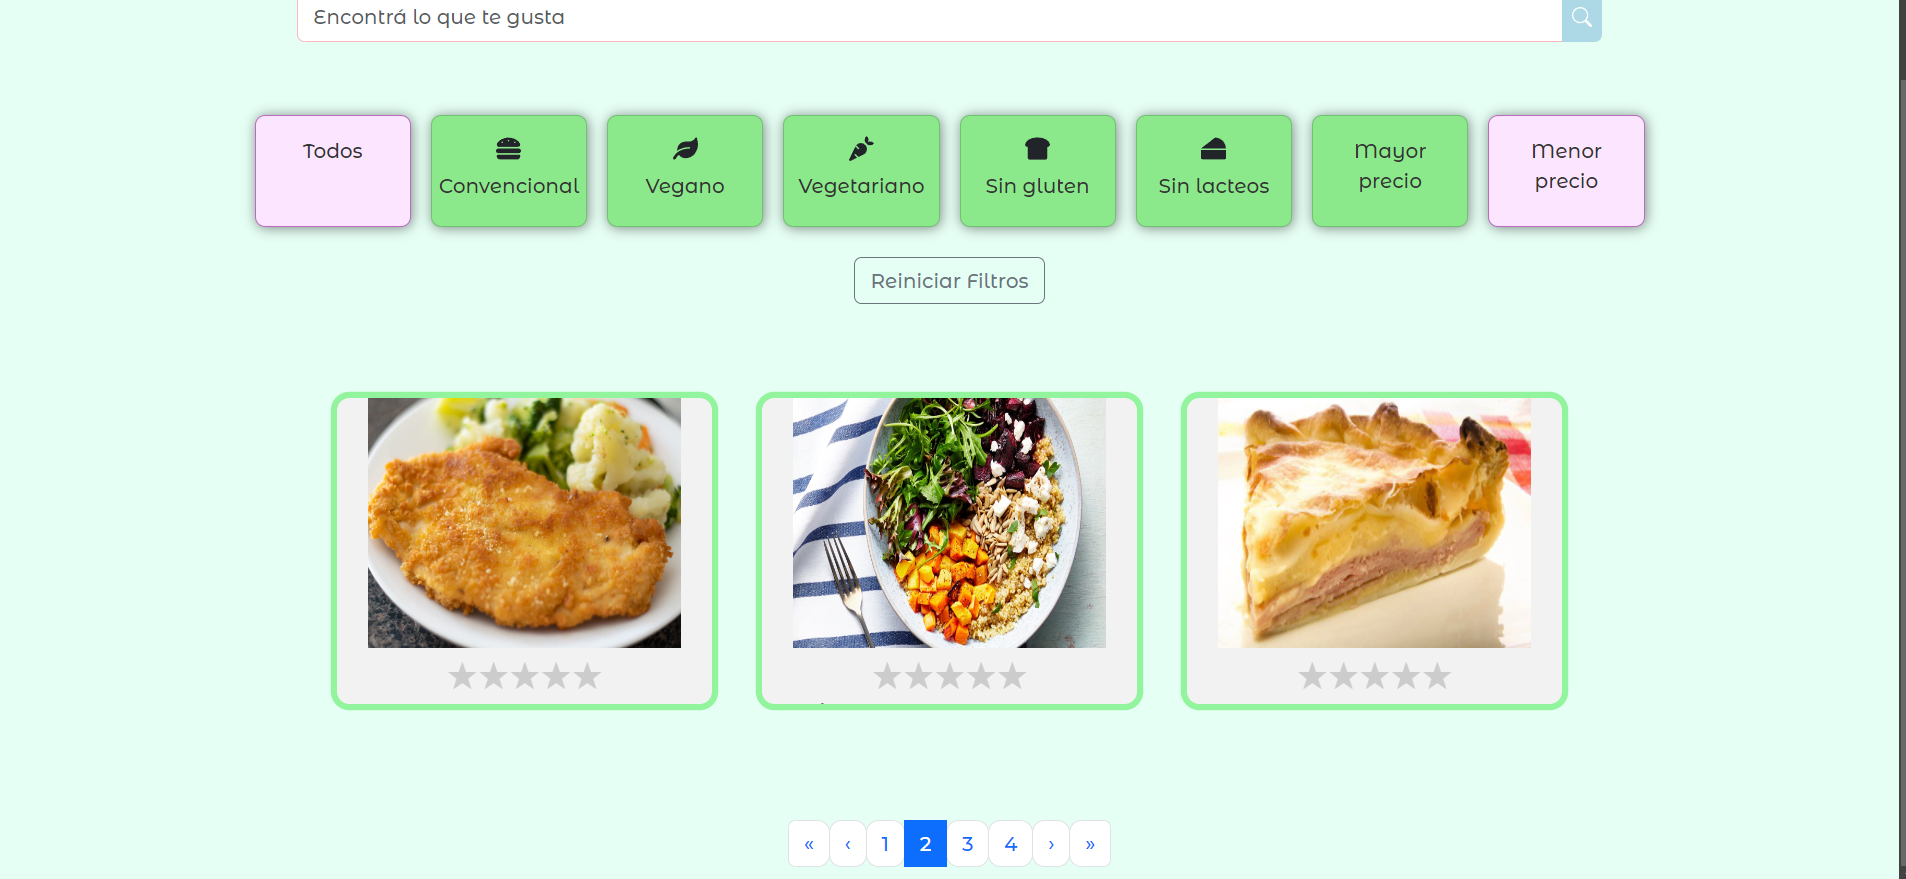 Encontrá lo que te gusta
Todos
Convencional
Vegano
Vegetariano
Sin gluten
Sin lacteos
Mayor
precio
Menor
precio
Reiniciar Filtros
« ‹ 1 2 3 4 › »